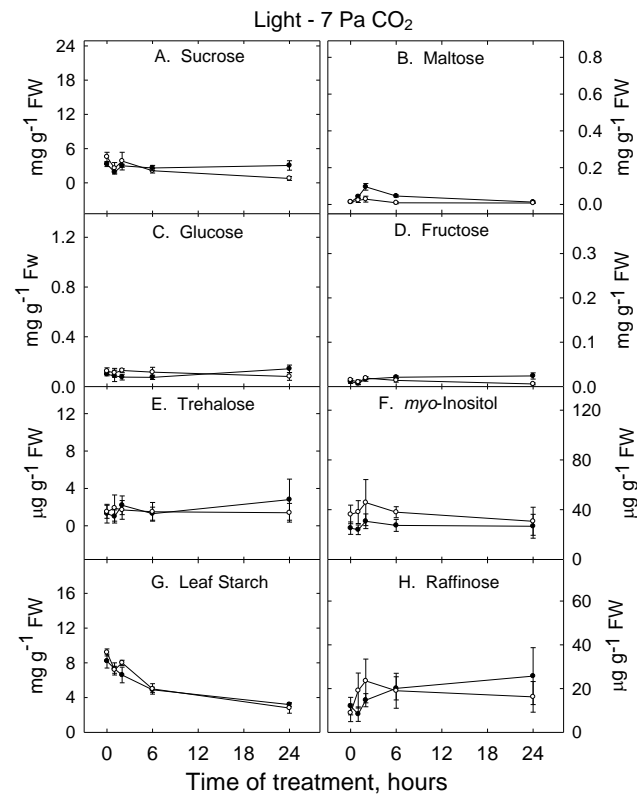 Light - 7 Pa CO₂
A. Sucrose
B. Maltose
24
18
12
6
0
mg g⁻¹ FW
0.8
0.6
0.4
0.2
0.0
mg g⁻¹ FW
C. Glucose
D. Fructose
1.2
0.8
0.4
0.0
mg g⁻¹ Fw
0.3
0.2
0.1
0.0
mg g⁻¹ FW
E. Trehalose
F. myo-Inositol
12
8
4
0
µg g⁻¹ FW
120
80
40
0
µg g⁻¹ FW
G. Leaf Starch
H. Raffinose
16
12
8
4
0
mg g⁻¹ FW
60
40
20
0
µg g⁻¹ FW
0 6 12 18 24
0 6 12 18 24
Time of treatment, hours